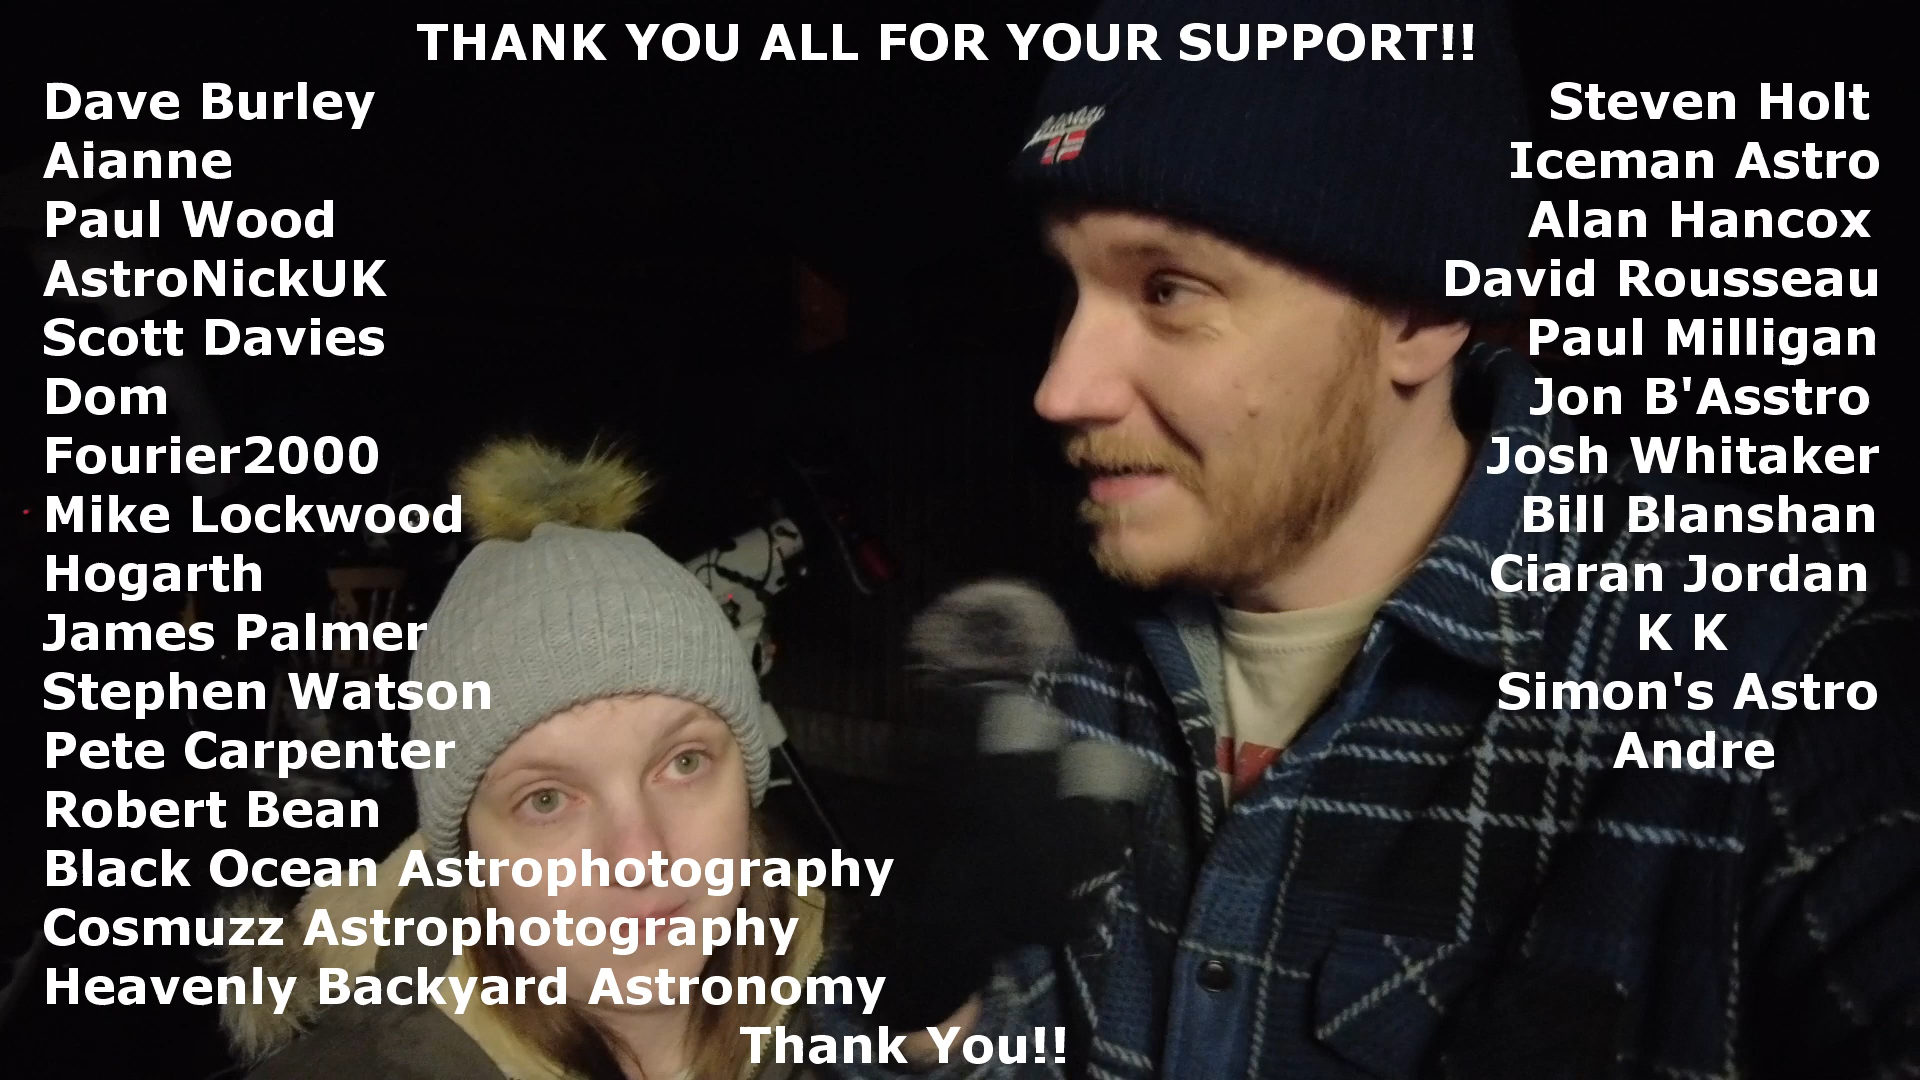 THANK YOU ALL FOR YOUR SUPPORT!!
Dave Burley
Aianne
Paul Wood
AstroNickUK
Scott Davies
Dom
Fourier2000
Mike Lockwood
Hogarth
James Palmer
Stephen Watson
Pete Carpenter
Robert Bean
Black Ocean Astrophotography
Cosmuzz Astrophotography
Heavenly Backyard Astronomy
Steven Holt
Iceman Astro
Alan Hancox
David Rousseau
Paul Milligan
Jon B'Asstro
Josh Whitaker
Bill Blanshan
Ciaran Jordan
K K
Simon's Astro
Andre
Thank You!!